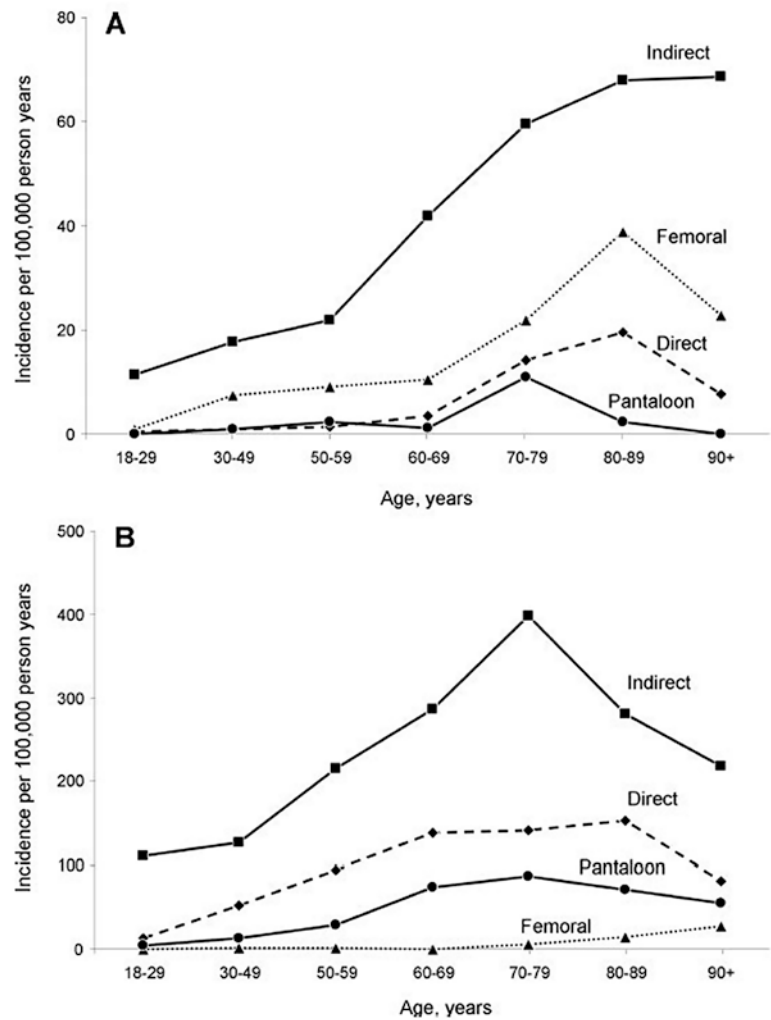 A
Incidence per 100,000 person years
80
60
40
20
0
Indirect
Femoral
Direct
Pantaloon
18-29 30-49 50-59 60-69 70-79 80-89 90+
Age, years
B
Incidence per 100,000 person years
500
400
300
200
100
0
Indirect
Direct
Pantaloon
Femoral
18-29 30-49 50-59 60-69 70-79 80-89 90+
Age, years